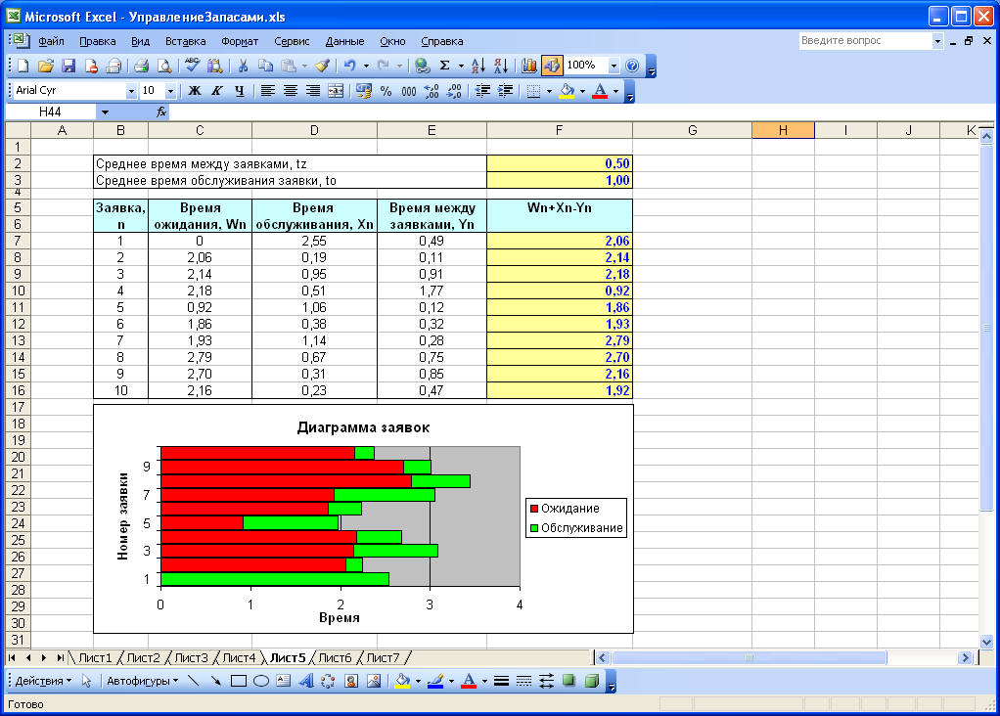 Microsoft Excel - УправлениеЗапасами.xls
Файл Правка Вид Вставка Формат Сервис Данные Окно Справка Введите вопрос
ABC Σ А Я Я А 100%
Arial Cyr 10 Ж К Ч % 000 А
H44 fx
A B C D E F G H I J K
1
2 Среднее время между заявками, tz 0,50
3 Среднее время обслуживания заявки, to 1,00
4
5 Заявка, Время Время Время между Wn+Xn-Yn
6 n ожидания, Wn обслуживания, Xn заявками, Yn
7 1 0 2,55 0,49 2,06
8 2 2,06 0,19 0,11 2,14
9 3 2,14 0,95 0,91 2,18
10 4 2,18 0,51 1,77 0,92
11 5 0,92 1,06 0,12 1,86
12 6 1,86 0,38 0,32 1,93
13 7 1,93 1,14 0,28 2,79
14 8 2,79 0,67 0,75 2,70
15 9 2,70 0,31 0,85 2,16
16 10 2,16 0,23 0,47 1,92
17
18 Диаграмма заявок
19
20
21 9
22 7
23 Ожидание
24 5 Обслуживание
25 Номер заявки
26 3
27 1
28
29 0 1 2 3 4
30 Время
31
Лист1 Лист2 Лист3 Лист4 Лист5 Лист6 Лист7
Действия Автофигуры А
Готово